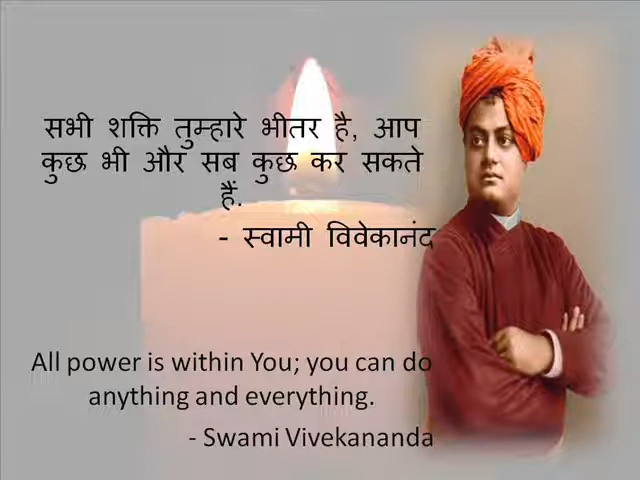 सभी शक्ति तुम्हारे भीतर है, आप
कुछ भी और सब कुछ कर सकते
हैं.
- स्वामी विवेकानंद
All power is within You; you can do
anything and everything.
- Swami Vivekananda